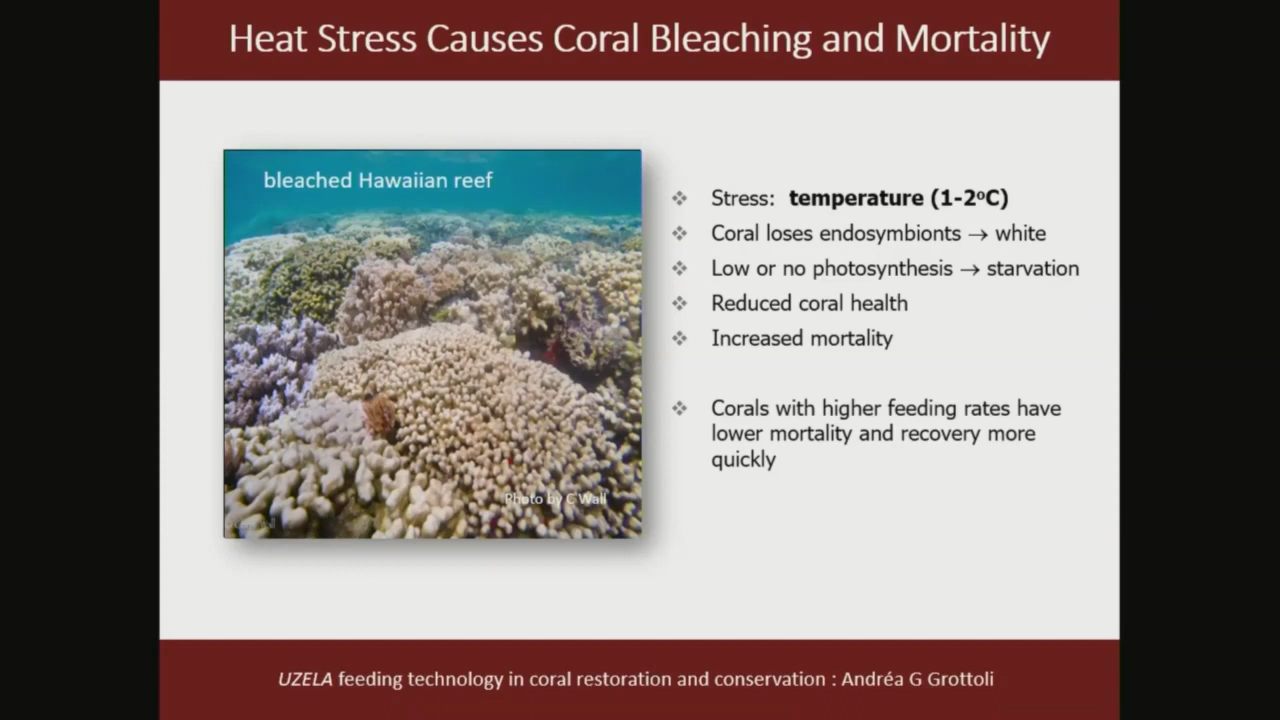 Heat Stress Causes Coral Bleaching and Mortality
bleached Hawaiian reef
Photo by C Wall
❖ Stress: temperature (1-2ºC)
❖ Coral loses endosymbionts → white
❖ Low or no photosynthesis → starvation
❖ Reduced coral health
❖ Increased mortality
❖ Corals with higher feeding rates have
lower mortality and recovery more
quickly
UZELA feeding technology in coral restoration and conservation : Andréa G Grottoli